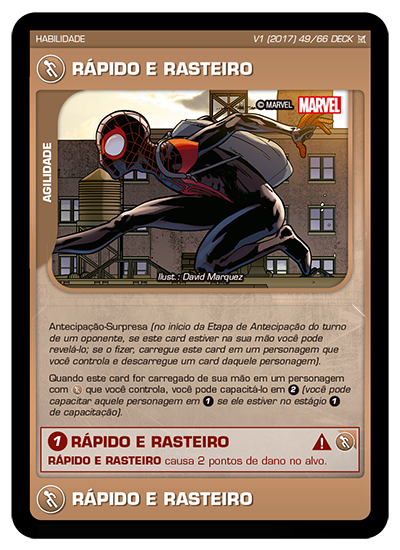 HABILIDADE
V1 (2017) 49/66 DECK
RÁPIDO E RASTEIRO
© MARVEL MARVEL
AGILIDADE
Ilust.: David Marquez
Antecipação-Surpresa (no início da Etapa de Antecipação do turno
de um oponente, se este card estiver na sua mão você pode
revelá-lo; se o fizer, carregue este card em um personagem que
você controla e descarregue um card daquele personagem).
Quando este card for carregado de sua mão em um personagem
com que você controla, você pode capacitá-lo em 2 (você pode
capacitar aquele personagem em 1 se ele estiver no estágio 1
de capacitação).
1 RÁPIDO E RASTEIRO
RÁPIDO E RASTEIRO causa 2 pontos de dano no alvo.
RÁPIDO E RASTEIRO